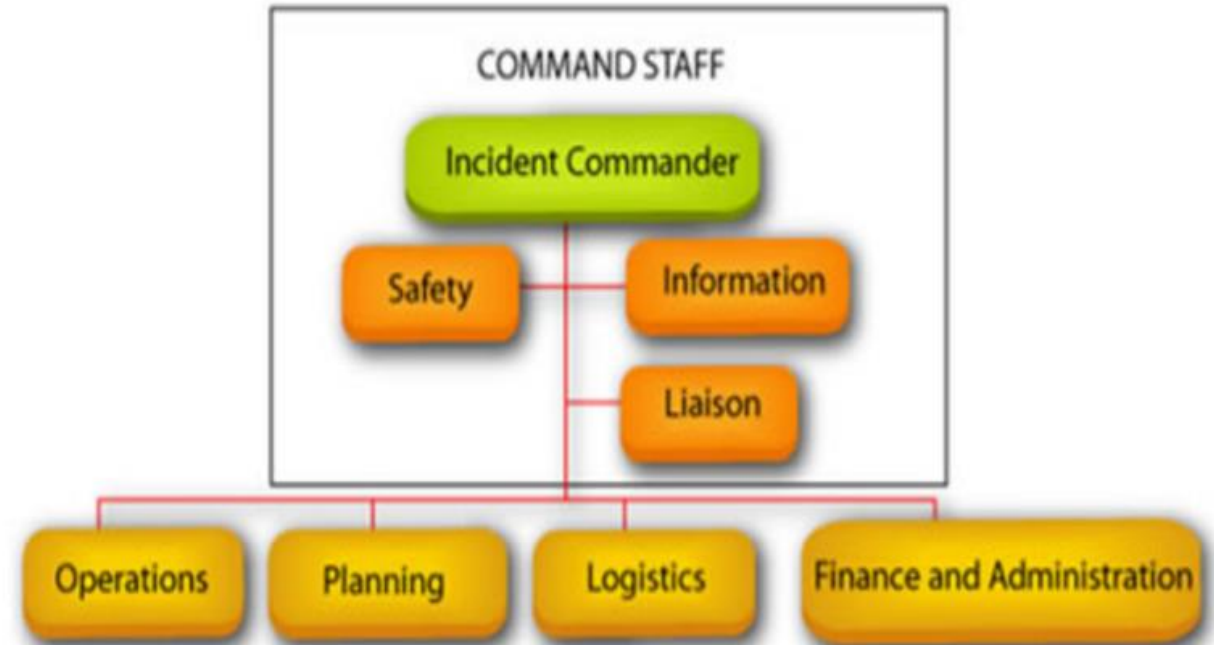 COMMAND STAFF
Incident Commander
Safety
Information
Liaison
Operations
Planning
Logistics
Finance and Administration